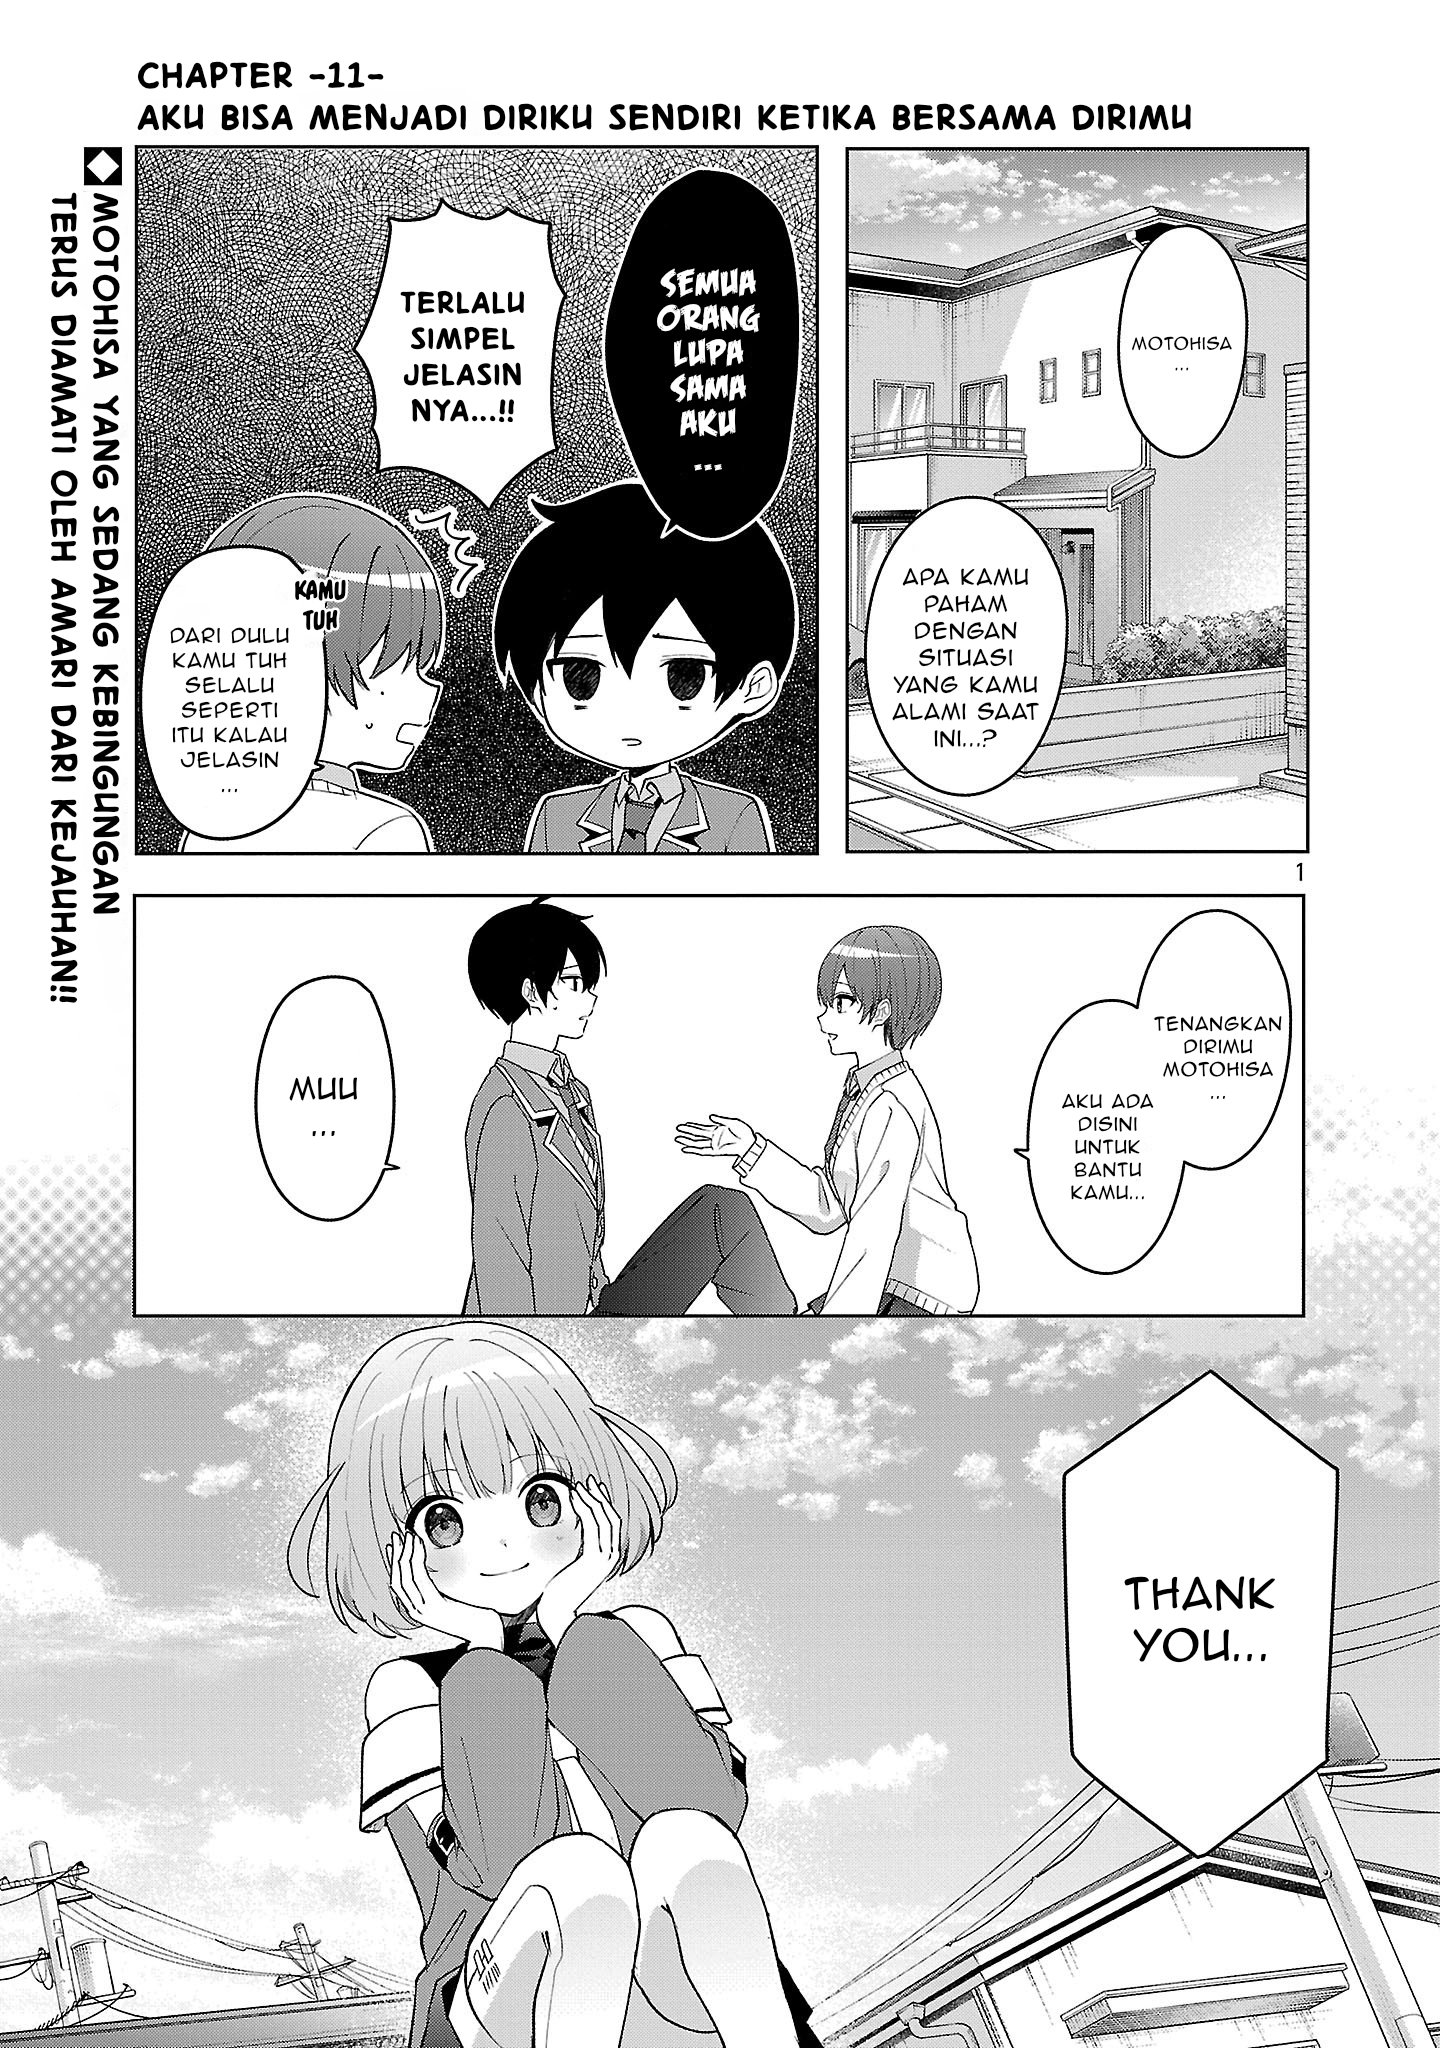 CHAPTER -11-
AKU BISA MENJADI DIRIKU SENDIRI KETIKA BERSAMA DIRIMU
MOTOHISA YANG SEDANG KEBINGUNGAN
TERUS DIAMATI OLEH AMARI DARI KEJAUHAN!!
MOTOHISA
...
APA KAMU
PAHAM
DENGAN
SITUASI
YANG KAMU
ALAMI SAAT
INI...?
SEMUA
ORANG
LUPA
SAMA
AKU
...
TERLALU
SIMPEL
JELASIN
NYA...!!
KAMU
TUH
DARI DULU
KAMU TUH
SELALU
SEPERTI
ITU KALAU
JELASIN
...
1
TENANGKAN
DIRIMU
MOTOHISA
...
AKU ADA
DISINI
UNTUK
BANTU
KAMU...
MUU
...
THANK
YOU...